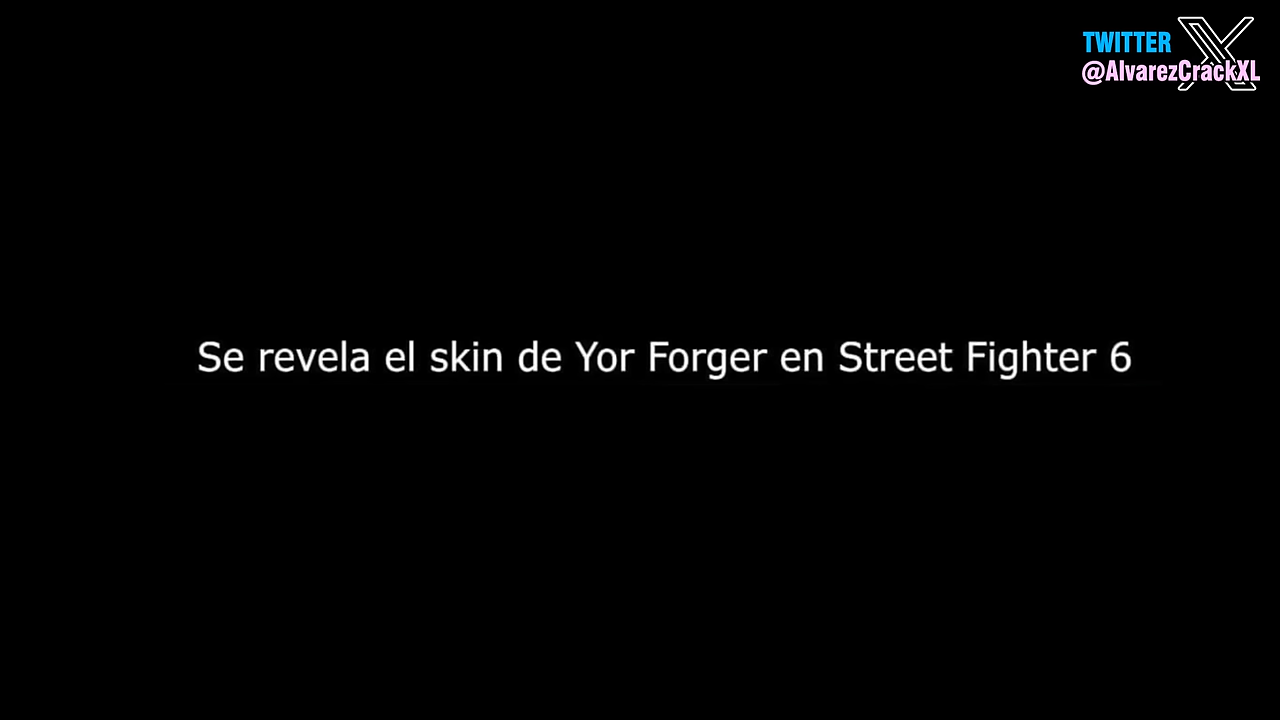 TWITTER
@AlvarezCrackXL
Se revela el skin de Yor Forger en Street Fighter 6